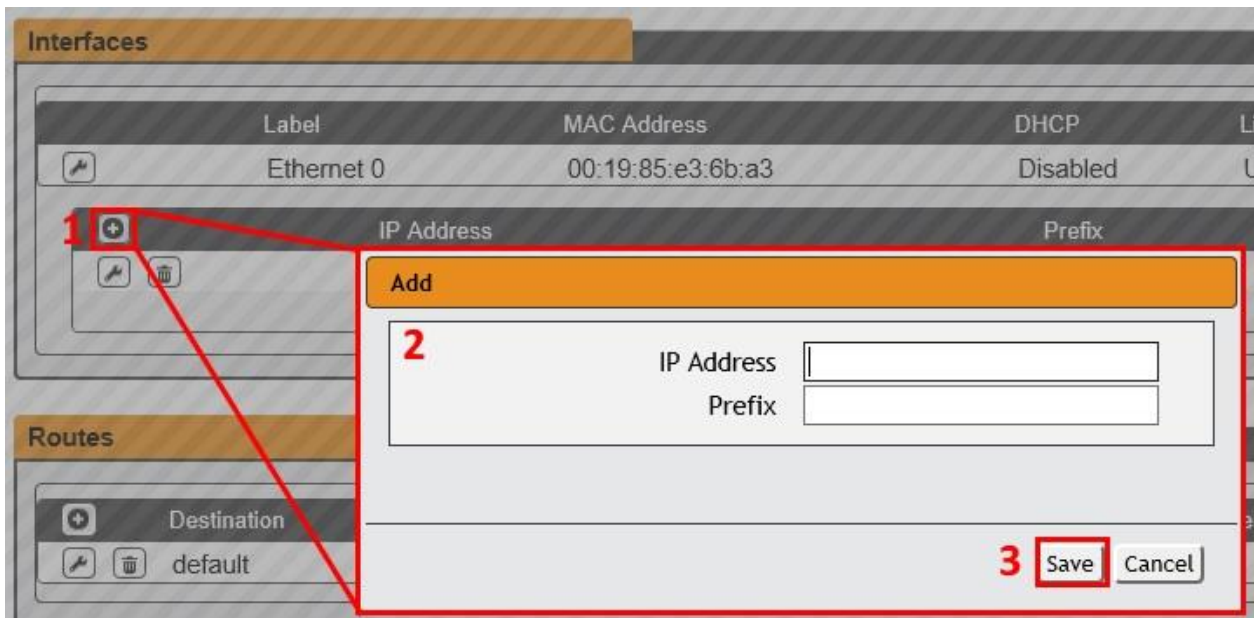 Interfaces
Label MAC Address DHCP
Ethernet 0 00:19:85:e3:6b:a3 Disabled
1 IP Address Prefix
Add
2 IP Address
Prefix
Routes
Destination
default
3 Save Cancel